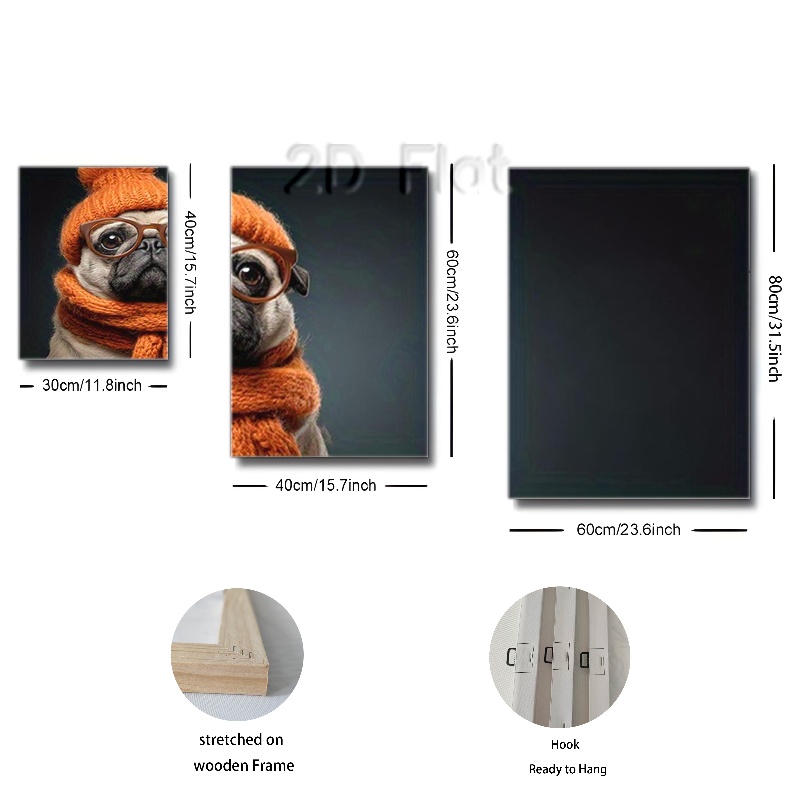 2D Flat
40cm/15.7inch
30cm/11.8inch
60cm/23.6inch
40cm/15.7inch
80cm/31.5inch
60cm/23.6inch
stretched on
wooden Frame
Hook
Ready to Hang